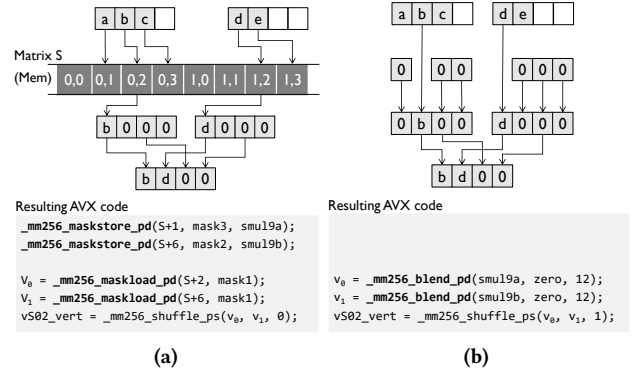 a b c
d e
Matrix S
(Mem)
0,0 0,1 0,2 0,3 1,0 1,1 1,2 1,3
b 0 0 0
d 0 0 0
b d 0 0
Resulting AVX code
_mm256_maskstore_pd(S+1, mask3, smul9a);
_mm256_maskstore_pd(S+6, mask2, smul9b);
V₀ = _mm256_maskload_pd(S+2, mask1);
V₁ = _mm256_maskload_pd(S+6, mask1);
vS02_vert = _mm256_shuffle_ps(v₀, v₁, 0);
(a)
a b c
d e
0
0 0
0 0 0
0 b 0 0
d 0 0 0
b d 0 0
Resulting AVX code
v₀ = _mm256_blend_pd(smul9a, zero, 12);
v₁ = _mm256_blend_pd(smul9b, zero, 12);
vS02_vert = _mm256_shuffle_ps(v₀, v₁, 1);
(b)